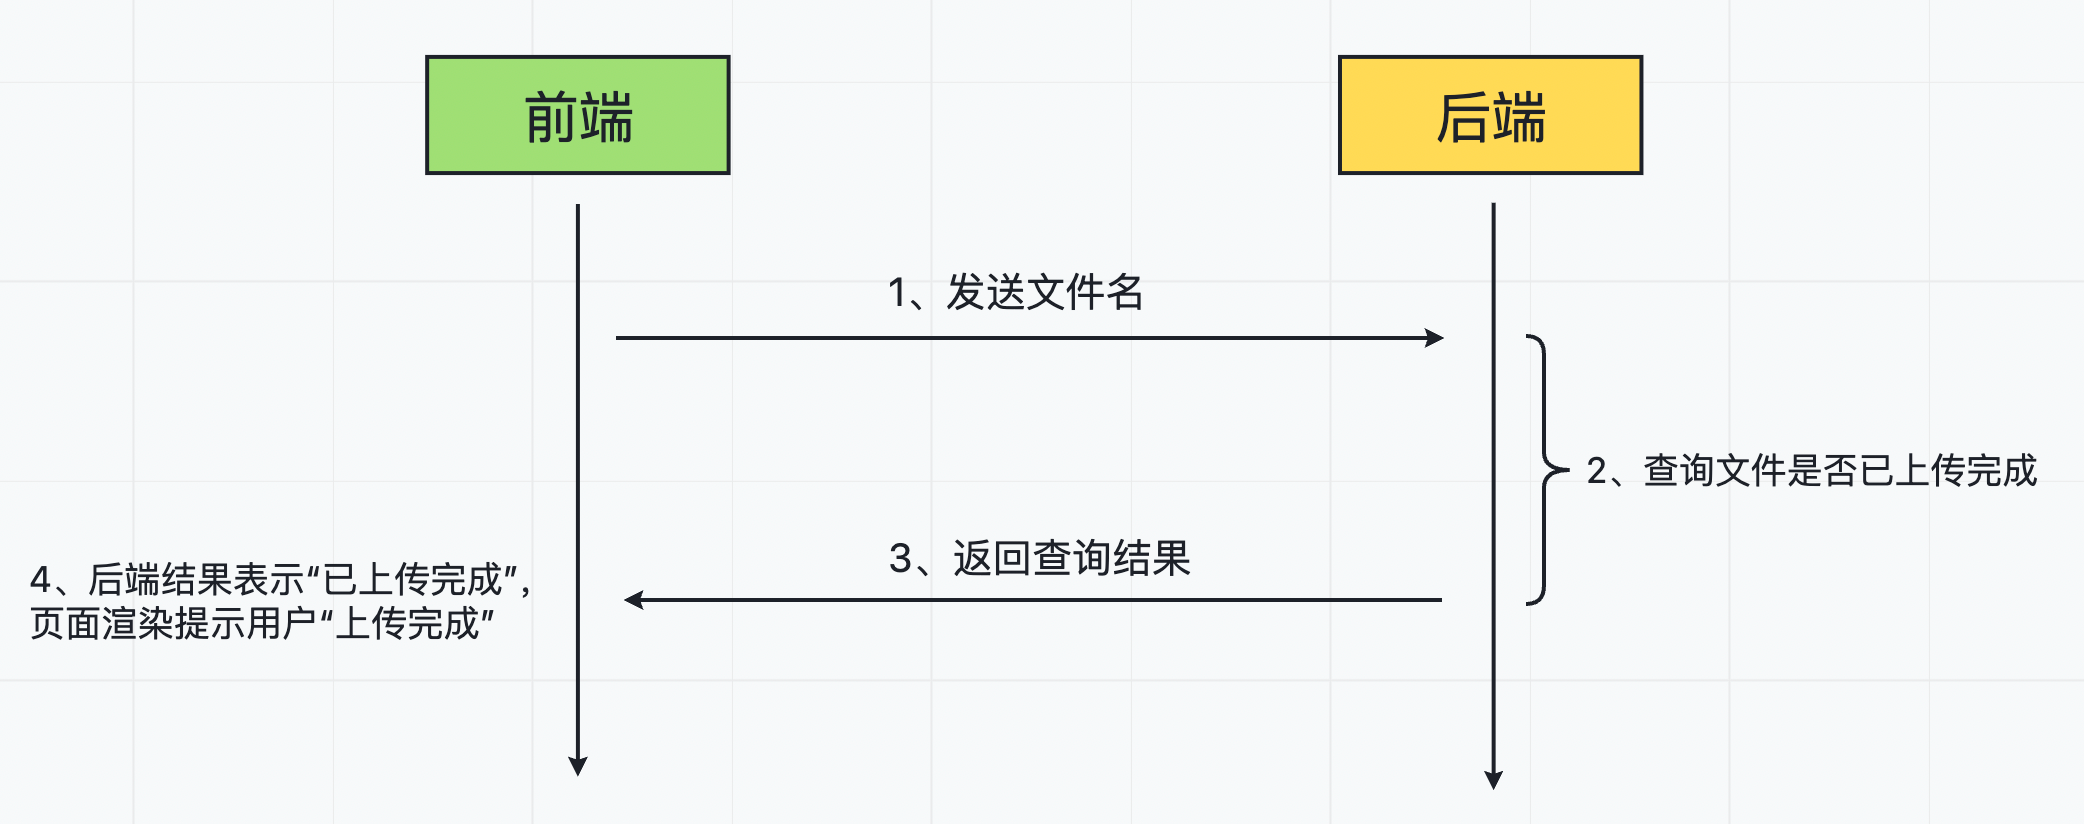 前端
后端
1、发送文件名
2、查询文件是否已上传完成
3、返回查询结果
4、后端结果表示“已上传完成”，
页面渲染提示用户“上传完成”